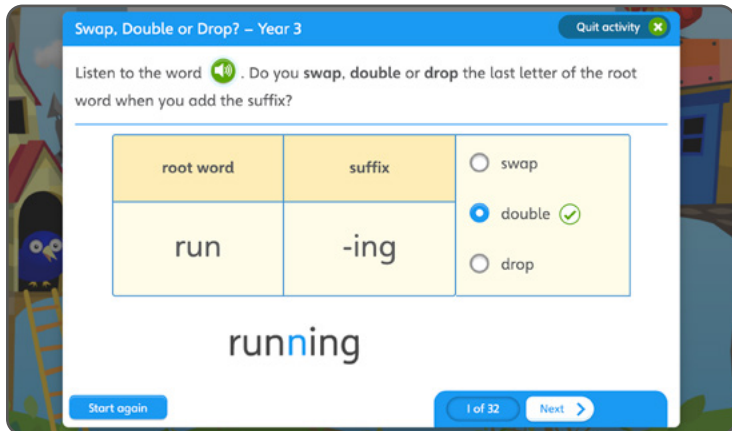 Swap, Double or Drop? – Year 3
Quit activity
Listen to the word . Do you swap, double or drop the last letter of the root
word when you add the suffix?
root word suffix
swap
double
drop
run -ing
running
Start again
1 of 32 Next